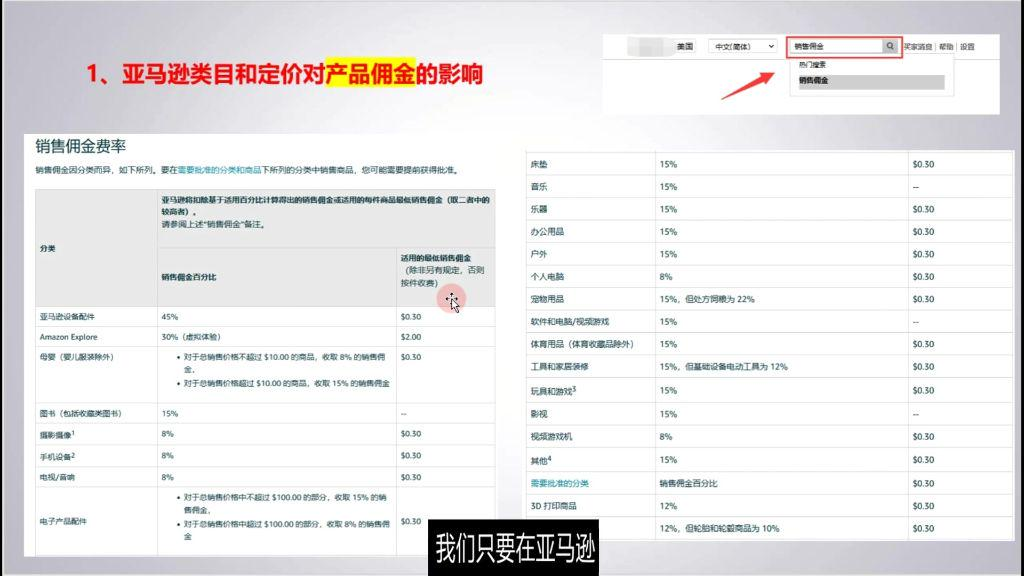 1、亚马逊类目和定价对产品佣金的影响
美国
中文(简体)
销售佣金
买家消息 | 帮助 | 设置
热门搜索
销售佣金
销售佣金费率
销售佣金因分类而异，如下所列。要在需要批准的分类和商品下所列的分类中销售商品，您可能需要提前获得批准。
分类
亚马逊将扣除基于适用百分比计算得出的销售佣金或适用的每件商品最低销售佣金（取二者中的
较高者）。
请参阅上述“销售佣金”备注。
销售佣金百分比
适用的最低销售佣金
（除非另有规定，否则
按件收费）
亚马逊设备配件 45% $0.30
Amazon Explore 30%（虚拟体验） $2.00
母婴（婴儿服装除外） • 对于总销售价格不超过 $10.00 的商品，收取 8% 的销售佣 $0.30
金。
• 对于总销售价格超过 $10.00 的商品，收取 15% 的销售佣金
图书（包括收藏类图书） 15% --
摄影摄像1 8% $0.30
手机设备2 8% $0.30
电视/音响 8% $0.30
电子产品配件 • 对于总销售价格中不超过 $100.00 的部分，收取 15% 的销 $0.30
售佣金。
• 对于总销售价格中超过 $100.00 的部分，收取 8% 的销售佣
金
床垫 15% $0.30
音乐 15% --
乐器 15% $0.30
办公用品 15% $0.30
户外 15% $0.30
个人电脑 8% $0.30
宠物用品 15%，但处方饲粮为 22% $0.30
软件和电脑/视频游戏 15% --
体育用品（体育收藏品除外） 15% $0.30
工具和家居装修 15%，但基础设备电动工具为 12% $0.30
玩具和游戏3 15% $0.30
影视 15% --
视频游戏机 8% $0.30
其他4 15% $0.30
需要批准的分类 销售佣金百分比 $0.30
3D 打印商品 12% $0.30
12%，但轮胎和轮毂商品为 10% $0.30
我们只要在亚马逊